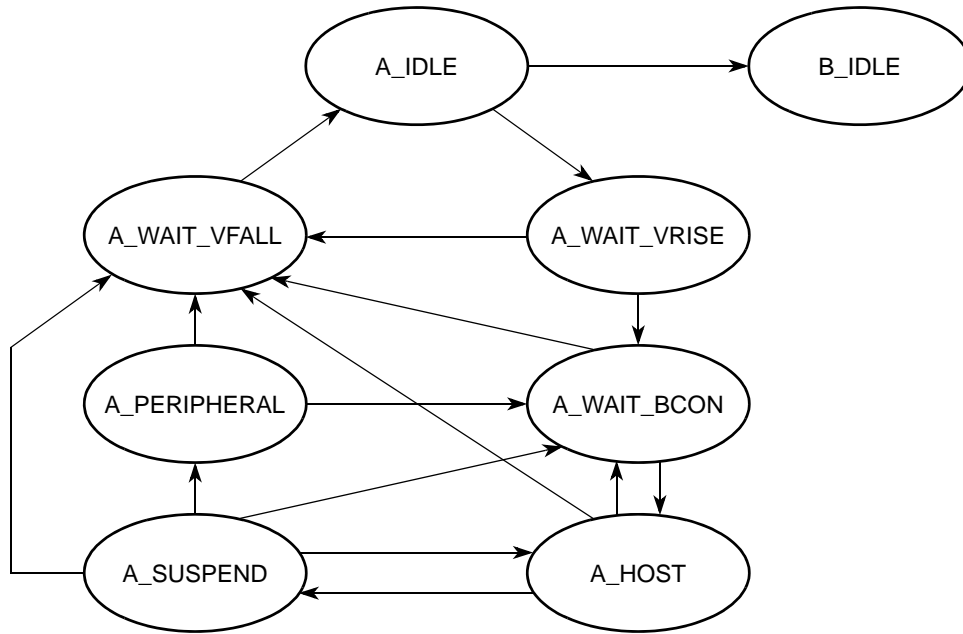 A_IDLE
B_IDLE
A_WAIT_VFALL
A_WAIT_VRISE
A_PERIPHERAL
A_WAIT_BCON
A_SUSPEND
A_HOST